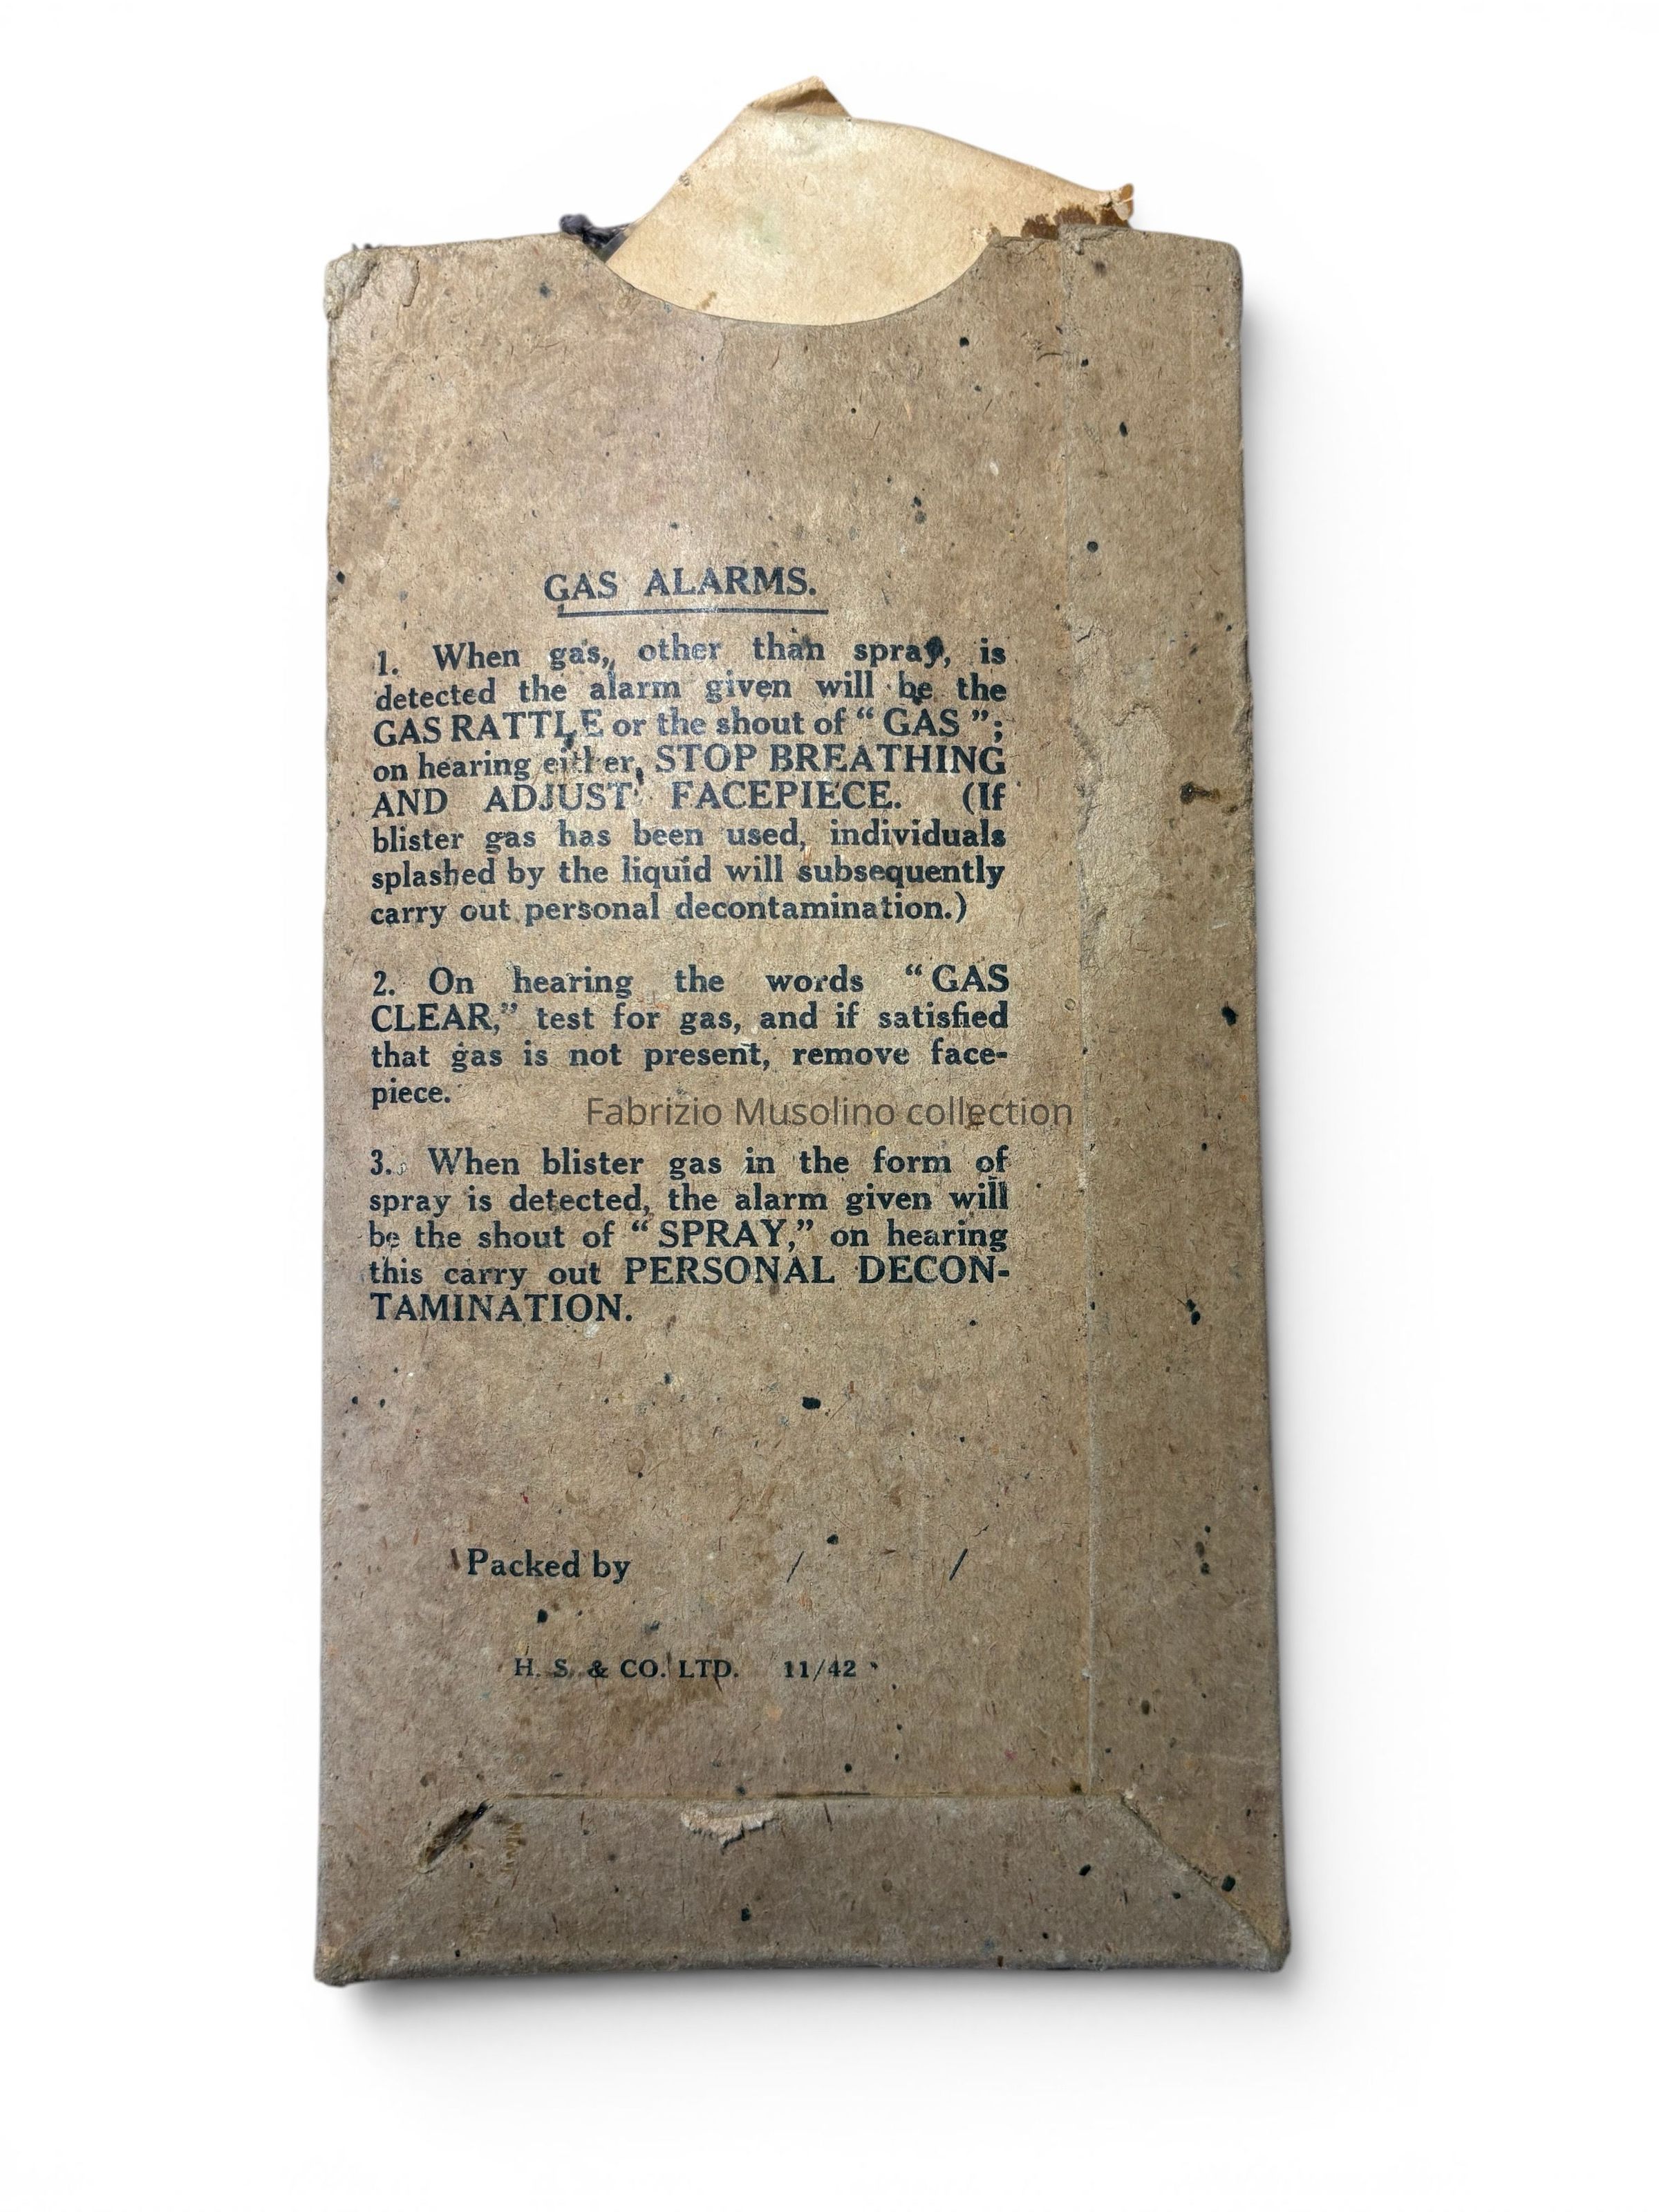 GAS ALARMS.
1. When gas, other than spray, is
detected the alarm given will be the
GAS RATTLE or the shout of “ GAS ”;
on hearing either, STOP BREATHING
AND ADJUST FACEPIECE. (If
blister gas has been used, individuals
splashed by the liquid will subsequently
carry out personal decontamination.)
2. On hearing the words “ GAS
CLEAR,” test for gas, and if satisfied
that gas is not present, remove face-
piece.
Fabrizio Musolino collection
3. When blister gas in the form of
spray is detected, the alarm given will
be the shout of “ SPRAY,” on hearing
this carry out PERSONAL DECON-
TAMINATION.
Packed by / /
H. S. & CO. LTD. 11/42